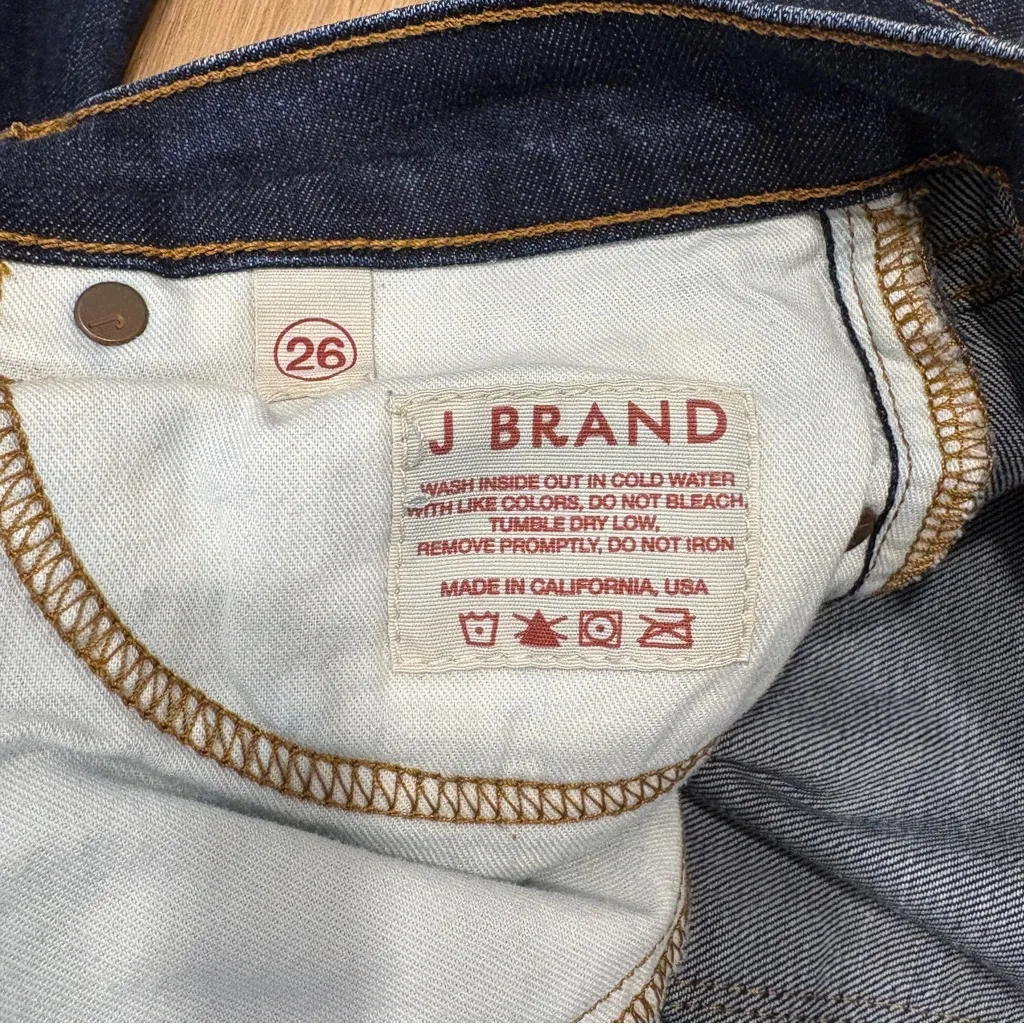 26
J BRAND
WASH INSIDE OUT IN COLD WATER
WITH LIKE COLORS, DO NOT BLEACH,
TUMBLE DRY LOW,
REMOVE PROMPTLY, DO NOT IRON
MADE IN CALIFORNIA, USA